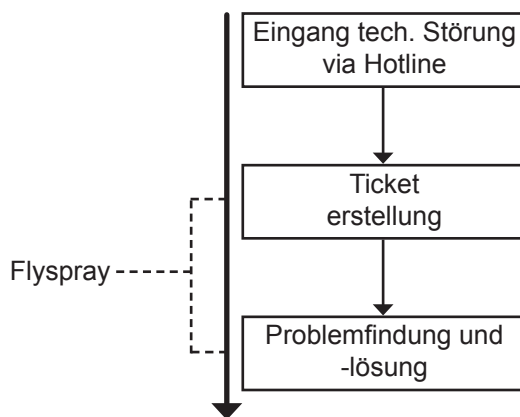 Eingang tech. Störung
via Hotline
Ticket
erstellung
Flyspray
Problemfindung und
-lösung